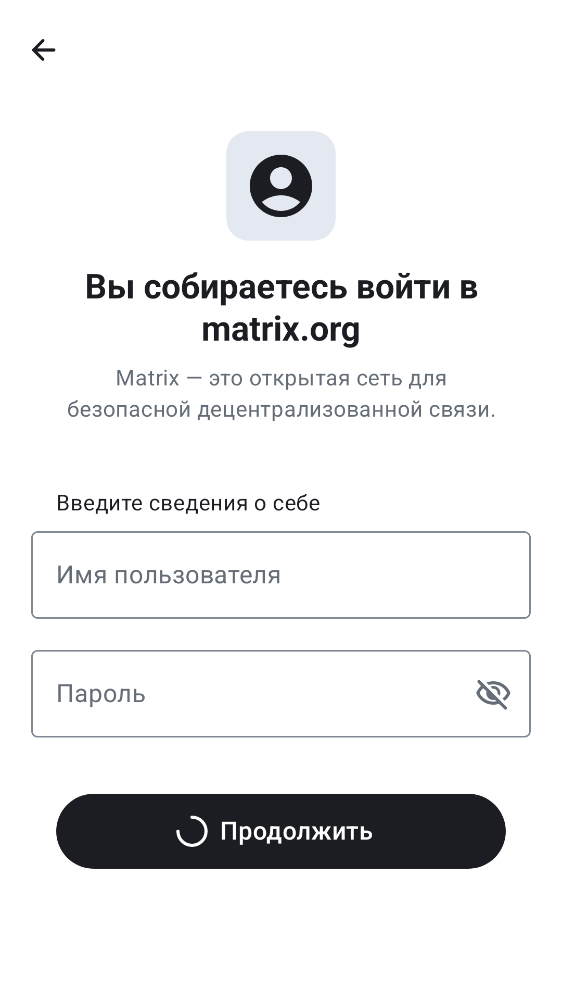 Вы собираетесь войти в
matrix.org
Matrix — это открытая сеть для
безопасной децентрализованной связи.
Введите сведения о себе
Имя пользователя
Пароль
Продолжить